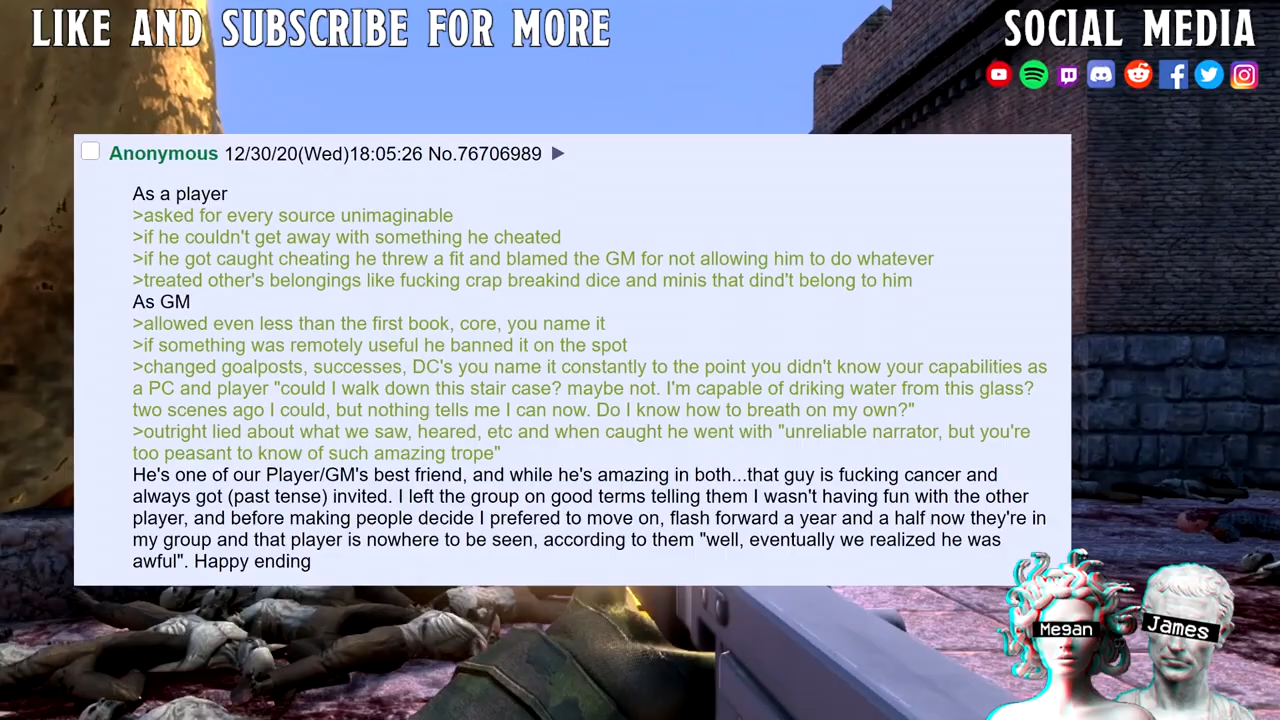 LIKE AND SUBSCRIBE FOR MORE
SOCIAL MEDIA
Anonymous 12/30/20(Wed)18:05:26 No.76706989
As a player
>asked for every source unimaginable
>if he couldn't get away with something he cheated
>if he got caught cheating he threw a fit and blamed the GM for not allowing him to do whatever
>treated other's belongings like fucking crap breakind dice and minis that dind't belong to him
As GM
>allowed even less than the first book, core, you name it
>if something was remotely useful he banned it on the spot
>changed goalposts, successes, DC's you name it constantly to the point you didn't know your capabilities as
a PC and player "could I walk down this stair case? maybe not. I'm capable of driking water from this glass?
two scenes ago I could, but nothing tells me I can now. Do I know how to breath on my own?"
>outright lied about what we saw, heared, etc and when caught he went with "unreliable narrator, but you're
too peasant to know of such amazing trope"
He's one of our Player/GM's best friend, and while he's amazing in both...that guy is fucking cancer and
always got (past tense) invited. I left the group on good terms telling them I wasn't having fun with the other
player, and before making people decide I prefered to move on, flash forward a year and a half now they're in
my group and that player is nowhere to be seen, according to them "well, eventually we realized he was
awful". Happy ending
Megan
James